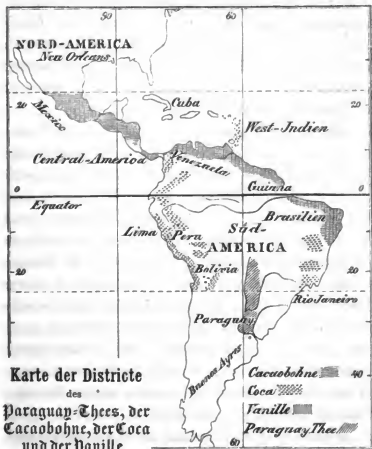 50
60
NORD-AMERICA
New Orleans
20
20
Mexico
Cuba
West-Indien
Central-America
Venezuela
0
Guiana
0
Equator
Brasilien
Lima
Peru
Süd-
AMERICA
Bolivia
20
20
Rio Janeiro
Paraguay
Karte der Districte
des
Paraguay=Thees, der
Cacaobohne, der Coca
und der Vanille
Buenos Ayres
Cacaobohne
40
Coca
Vanille
Paraguay Thee
60